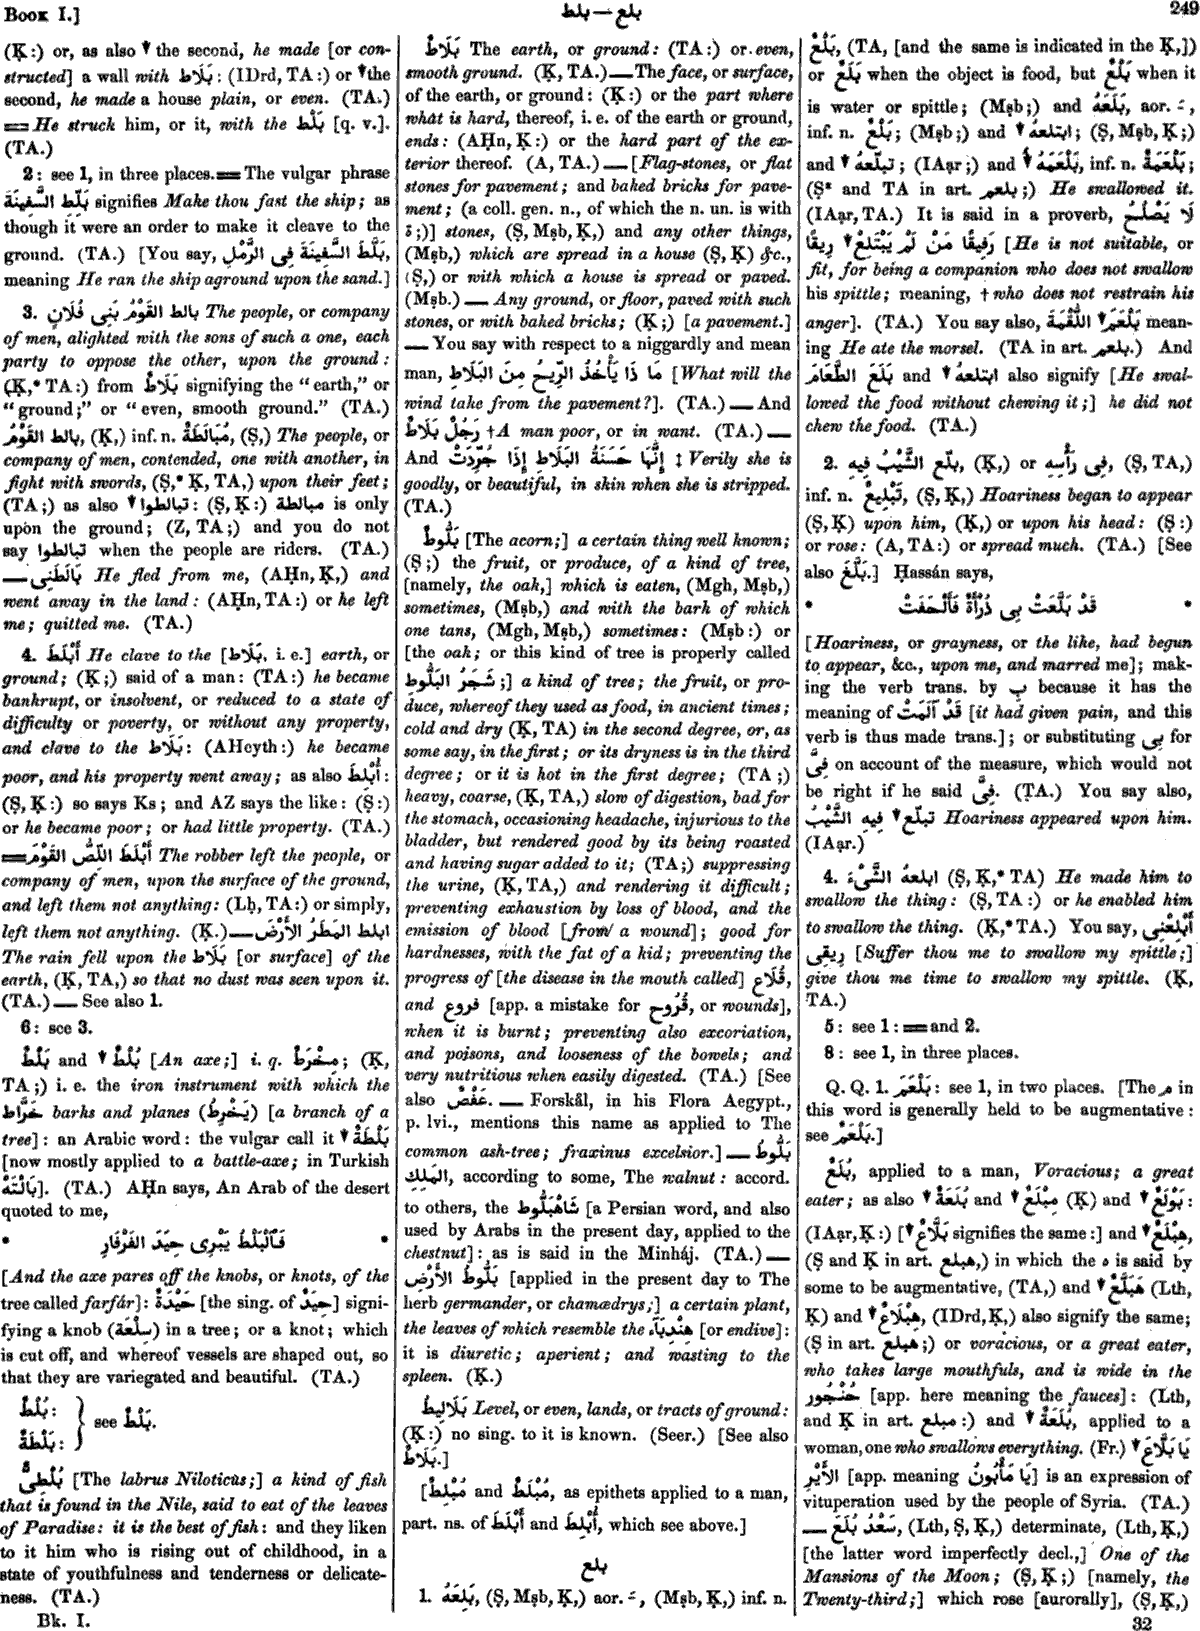 Book I.]
بلع — بلط
249
(Ḳ:) or, as also ▼ the second, he made [or con-
structed] a wall with بَلَاط: (IDrd, TA:) or ▼ the
second, he made a house plain, or even. (TA.)
== He struck him, or it, with the بَلْط [q. v.].
(TA.)
2: see 1, in three places. == The vulgar phrase
بَلِّطِ السَّفِينَةَ signifies Make thou fast the ship; as
though it were an order to make it cleave to the
ground. (TA.) [You say, بَلَّطَ السَّفِينَةَ فِى الرَّمْلِ,
meaning He ran the ship aground upon the sand.]
3. بالط القَوْمُ بَنِى فُلَانٍ The people, or company
of men, alighted with the sons of such a one, each
party to oppose the other, upon the ground:
(Ḳ,* TA:) from بَلَاطٌ signifying the “earth,” or
“ground;” or “even, smooth ground.” (TA.)
بالط القَوْمُ, (Ḳ,) inf. n. مُبَالَطَةٌ, (Ṣ,) The people, or
company of men, contended, one with another, in
fight with swords, (Ṣ,* Ḳ, TA,) upon their feet;
(TA;) as also ▼ تبالطوا: (Ṣ, Ḳ:) مبالطة is only
upon the ground; (Z, TA;) and you do not
say تبالطوا when the people are riders. (TA.)
— بَالَطَنِى He fled from me, (AḤn, Ḳ,) and
went away in the land: (AḤn, TA:) or he left
me; quitted me. (TA.)
4. أَبْلَطَ He clave to the [بَلَاط, i. e.] earth, or
ground; (Ḳ;) said of a man: (TA:) he became
bankrupt, or insolvent, or reduced to a state of
difficulty or poverty, or without any property,
and clave to the بَلَاط: (AHeyth:) he became
poor, and his property went away; as also أُبْلِطَ:
(Ṣ, Ḳ:) so says Ks; and AZ says the like: (Ṣ:)
or he became poor; or had little property. (TA.)
== أَبْلَطَ اللِّصُّ القَوْمَ The robber left the people, or
company of men, upon the surface of the ground,
and left them not anything: (Lḥ, TA:) or simply,
left them not anything. (Ḳ.) — ابلط المَطَرُ الأَرْضَ
The rain fell upon the بَلَاط [or surface] of the
earth, (Ḳ, TA,) so that no dust was seen upon it.
(TA.) — See also 1.
6: see 3.
بَلْطٌ and ▼ بُلْطٌ [An axe;] i. q. مِخْرَطٌ; (Ḳ,
TA;) i. e. the iron instrument with which the
خَرَّاط barks and planes (يَخْرِطُ) [a branch of a
tree]: an Arabic word: the vulgar call it ▼ بَلْطَةٌ
[now mostly applied to a battle-axe; in Turkish
بَالْتَهْ]. (TA.) AḤn says, An Arab of the desert
quoted to me,
* فَٱلْبَلْطُ يَبْرِى حِيَدَ الفَرْفَارِ *
[And the axe pares off the knobs, or knots, of the
tree called farfár]: حَيْدَةٌ [the sing. of حِيَدٌ] signi-
fying a knob (سِلْعَة) in a tree; or a knot; which
is cut off, and whereof vessels are shaped out, so
that they are variegated and beautiful. (TA.)
بُلْطٌ:
بَلْطَةٌ: } see بَلْطٌ.
بُلْطِىٌّ [The labrus Niloticus;] a kind of fish
that is found in the Nile, said to eat of the leaves
of Paradise: it is the best of fish: and they liken
to it him who is rising out of childhood, in a
state of youthfulness and tenderness or delicate-
ness. (TA.)
Bk. I.
بَلَاطٌ The earth, or ground: (TA:) or even,
smooth ground. (Ḳ, TA.) — The face, or surface,
of the earth, or ground: (Ḳ:) or the part where
what is hard, thereof, i. e. of the earth or ground,
ends: (AḤn, Ḳ:) or the hard part of the ex-
terior thereof. (A, TA.) — [Flag-stones, or flat
stones for pavement; and baked bricks for pave-
ment; (a coll. gen. n., of which the n. un. is with
ة;)] stones, (Ṣ, Mṣb, Ḳ,) and any other things,
(Mṣb,) which are spread in a house (Ṣ, Ḳ) &c.,
(Ṣ,) or with which a house is spread or paved.
(Mṣb.) — Any ground, or floor, paved with such
stones, or with baked bricks; (Ḳ;) [a pavement.]
— You say with respect to a niggardly and mean
man, مَا ذَا يَأْخُذُ الرِّيحُ مِنَ البَلَاطِ [What will the
wind take from the pavement?]. (TA.) — And
رَجُلٌ بَلَاطٌ †A man poor, or in want. (TA.) —
And إِنَّهَا حَسَنَةُ البَلَاطِ إِذَا جُرِّدَتْ ‡ Verily she is
goodly, or beautiful, in skin when she is stripped.
(TA.)
بَلُّوطٌ [The acorn;] a certain thing well known;
(Ṣ;) the fruit, or produce, of a kind of tree,
[namely, the oak,] which is eaten, (Mgh, Mṣb,)
sometimes, (Mṣb,) and with the bark of which
one tans, (Mgh, Mṣb,) sometimes: (Mṣb:) or
[the oak; or this kind of tree is properly called
شَجَرُ البَلُّوطِ;] a kind of tree; the fruit, or pro-
duce, whereof they used as food, in ancient times;
cold and dry (Ḳ, TA) in the second degree, or, as
some say, in the first; or its dryness is in the third
degree; or it is hot in the first degree; (TA;)
heavy, coarse, (Ḳ, TA,) slow of digestion, bad for
the stomach, occasioning headache, injurious to the
bladder, but rendered good by its being roasted
and having sugar added to it; (TA;) suppressing
the urine, (Ḳ, TA,) and rendering it difficult;
preventing exhaustion by loss of blood, and the
emission of blood [from a wound]; good for
hardnesses, with the fat of a kid; preventing the
progress of [the disease in the mouth called] قُلَاع,
and فروع [app. a mistake for قُرُوح, or wounds],
when it is burnt; preventing also excoriation,
and poisons, and looseness of the bowels; and
very nutritious when easily digested. (TA.) [See
also عَفْصٌ. — Forskål, in his Flora Aegypt.,
p. lvi., mentions this name as applied to The
common ash-tree; fraxinus excelsior.] — بَلُّوطُ
المَلِكِ, according to some, The walnut: accord.
to others, the شَاهْبَلُّوط [a Persian word, and also
used by Arabs in the present day, applied to the
chestnut]: as is said in the Minháj. (TA.) —
بَلُّوطُ الأَرْضِ [applied in the present day to The
herb germander, or chamædrys;] a certain plant,
the leaves of which resemble the هِنْدِبَآء [or endive]:
it is diuretic; aperient; and wasting to the
spleen. (Ḳ.)
بَلَالِيطُ Level, or even, lands, or tracts of ground:
(Ḳ:) no sing. to it is known. (Seer.) [See also
بَلَاطٌ.]
[مُبْلِطٌ and مُبْلَطٌ, as epithets applied to a man,
part. ns. of أَبْلَطَ and أُبْلِطَ, which see above.]
بلع
1. بَلِعَهُ, (Ṣ, Mṣb, Ḳ,) aor. ـَ, (Mṣb, Ḳ,) inf. n.
بَلْعٌ, (TA, [and the same is indicated in the Ḳ,])
or بَلَعٌ when the object is food, but بَلْعٌ when it
is water or spittle; (Mṣb;) and بَلَعَهُ, aor. ـَ,
inf. n. بَلْعٌ; (Mṣb;) and ▼ ابتلعهُ; (Ṣ, Mṣb, Ḳ;)
and ▼ تبلّعهُ; (IAạr;) and ▼ بَلْعَمَهُ, inf. n. بَلْعَمَةٌ;
(Ṣ* and TA in art. بلعم;) He swallowed it.
(IAạr, TA.) It is said in a proverb, لَا يَصْلُحُ
رَفِيقًا مَنْ لَمْ يَبْتَلِعْ ▼ رِيقًا [He is not suitable, or
fit, for being a companion who does not swallow
his spittle; meaning, † who does not restrain his
anger]. (TA.) You say also, بَلْعَمَ ▼ اللُّقْمَةَ mean-
ing He ate the morsel. (TA in art. بلعم.) And
بَلَعَ الطَّعَامَ and ▼ ابتلعهُ also signify [He swal-
lowed the food without chewing it;] he did not
chew the food. (TA.)
2. بلّع الشَّيْبُ فِيهِ, (Ḳ,) or فِى رَأْسِهِ, (Ṣ, TA,)
inf. n. تَبْلِيعٌ, (Ṣ, Ḳ,) Hoariness began to appear
(Ṣ, Ḳ) upon him, (Ḳ,) or upon his head: (Ṣ:)
or rose: (A, TA:) or spread much. (TA.) [See
also بَلَّغَ.] Ḥassán says,
* قَدْ بَلَّعَتْ بِى ذُرْأَةٌ فَأَلْحَفَتْ *
[Hoariness, or grayness, or the like, had begun
to appear, &c., upon me, and marred me]; mak-
ing the verb trans. by ب because it has the
meaning of قَدْ آلَمَتْ [it had given pain, and this
verb is thus made trans.]; or substituting بِى for
فِىَّ on account of the measure, which would not
be right if he said فِىَّ. (TA.) You say also,
تبلّع ▼ فِيهِ الشَّيْبُ Hoariness appeared upon him.
(IAạr.)
4. ابلعهُ الشَّىْءَ (Ṣ, Ḳ,* TA) He made him to
swallow the thing: (Ṣ, TA:) or he enabled him
to swallow the thing. (Ḳ,* TA.) You say, أَبْلِعْنِى
رِيقِى [Suffer thou me to swallow my spittle;]
give thou me time to swallow my spittle. (Ḳ,
TA.)
5: see 1: == and 2.
8: see 1, in three places.
Q. Q. 1. بَلْعَمَ: see 1, in two places. [The م in
this word is generally held to be augmentative:
see بَلْعَمٌ.]
بُلَعٌ, applied to a man, Voracious; a great
eater; as also ▼ بُلَعَةٌ and ▼ مِبْلَعٌ (Ḳ) and ▼ بَوْلَعٌ:
(IAạr, Ḳ:) [▼ بَلَّاعٌ signifies the same:] and ▼ هِبْلَعٌ,
(Ṣ and Ḳ in art. هبلع,) in which the ه is said by
some to be augmentative, (TA,) and ▼ هَبَلَّعٌ (Lth,
Ḳ) and ▼ هِبْلَاعٌ, (IDrd, Ḳ,) also signify the same;
(Ṣ in art. هبلع;) or voracious, or a great eater,
who takes large mouthfuls, and is wide in the
حُنْجُور [app. here meaning the fauces]: (Lth,
and Ḳ in art. هبلع:) and ▼ بُلَعَةٌ, applied to a
woman, one who swallows everything. (Fr.) ▼ يَا بَلَّاعَ
الأَيْرِ [app. meaning يَا مَأْبُونُ] is an expression of
vituperation used by the people of Syria. (TA.)
— سَعْدُ بُلَعَ, (Lth, Ṣ, Ḳ,) determinate, (Lth, Ḳ,)
[the latter word imperfectly decl.,] One of the
Mansions of the Moon; (Ṣ, Ḳ;) [namely, the
Twenty-third;] which rose [aurorally], (Ṣ, Ḳ,)
32